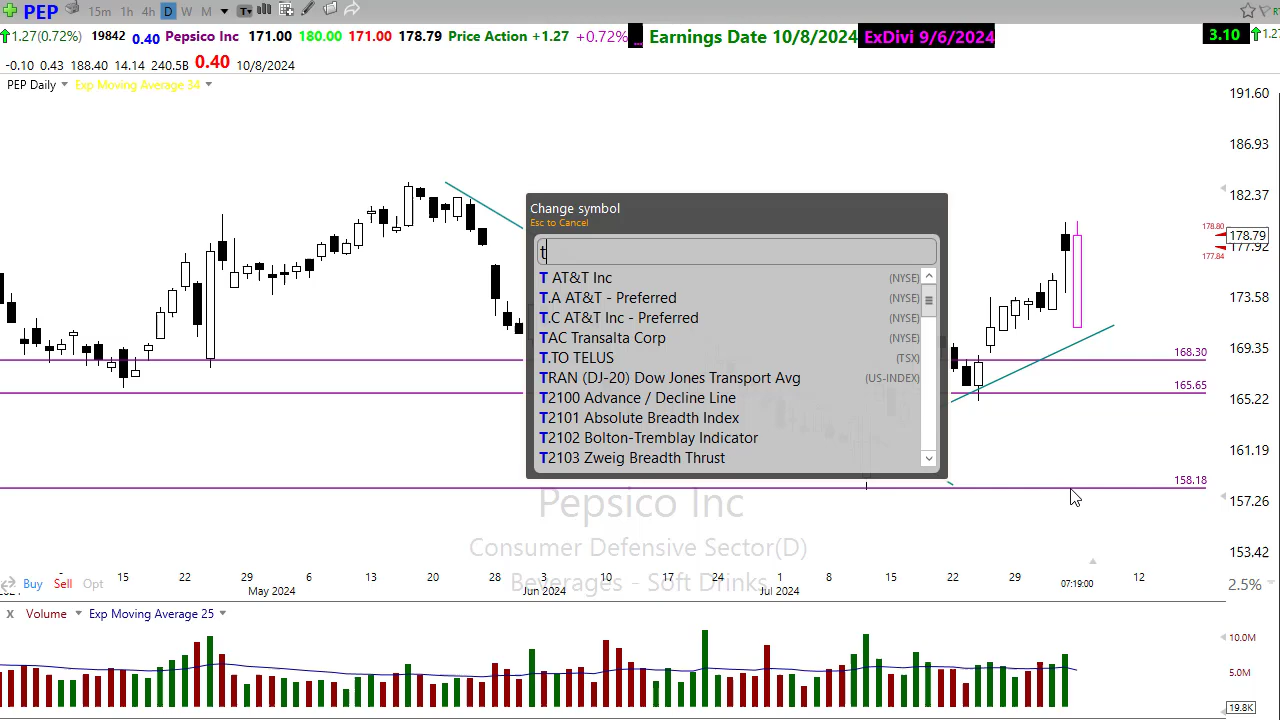 PEP 15m 1h 4h D W M
1.27(0.72%) 19842 0.40 Pepsico Inc 171.00 180.00 171.00 178.79 Price Action +1.27 +0.72% ... Earnings Date 10/8/2024 ExDivi 9/6/2024 3.10 1.27
-0.10 0.43 188.40 14.14 240.5B 0.40 10/8/2024
PEP Daily Exp Moving Average 34
191.60
186.93
182.37
178.80
178.79
177.92
177.84
173.58
169.35
168.30
165.65
165.22
161.19
158.18
157.26
153.42
Change symbol
Esc to Cancel
t
T AT&T Inc (NYSE)
T.A AT&T - Preferred (NYSE)
T.C AT&T Inc - Preferred (NYSE)
TAC Transalta Corp (NYSE)
T.TO TELUS (TSX)
TRAN (DJ-20) Dow Jones Transport Avg (US-INDEX)
T2100 Advance / Decline Line
T2101 Absolute Breadth Index
T2102 Bolton-Tremblay Indicator
T2103 Zweig Breadth Thrust
Pepsico Inc
Consumer Defensive Sector(D)
Beverages - Soft Drinks
Buy Sell Opt
15 22 29 6 13 20 28 3 10 17 24 1 8 15 22 29 07:19:00 12
May 2024 Jun 2024 Jul 2024
2.5%
X Volume Exp Moving Average 25
10.0M
5.0M
19.8K